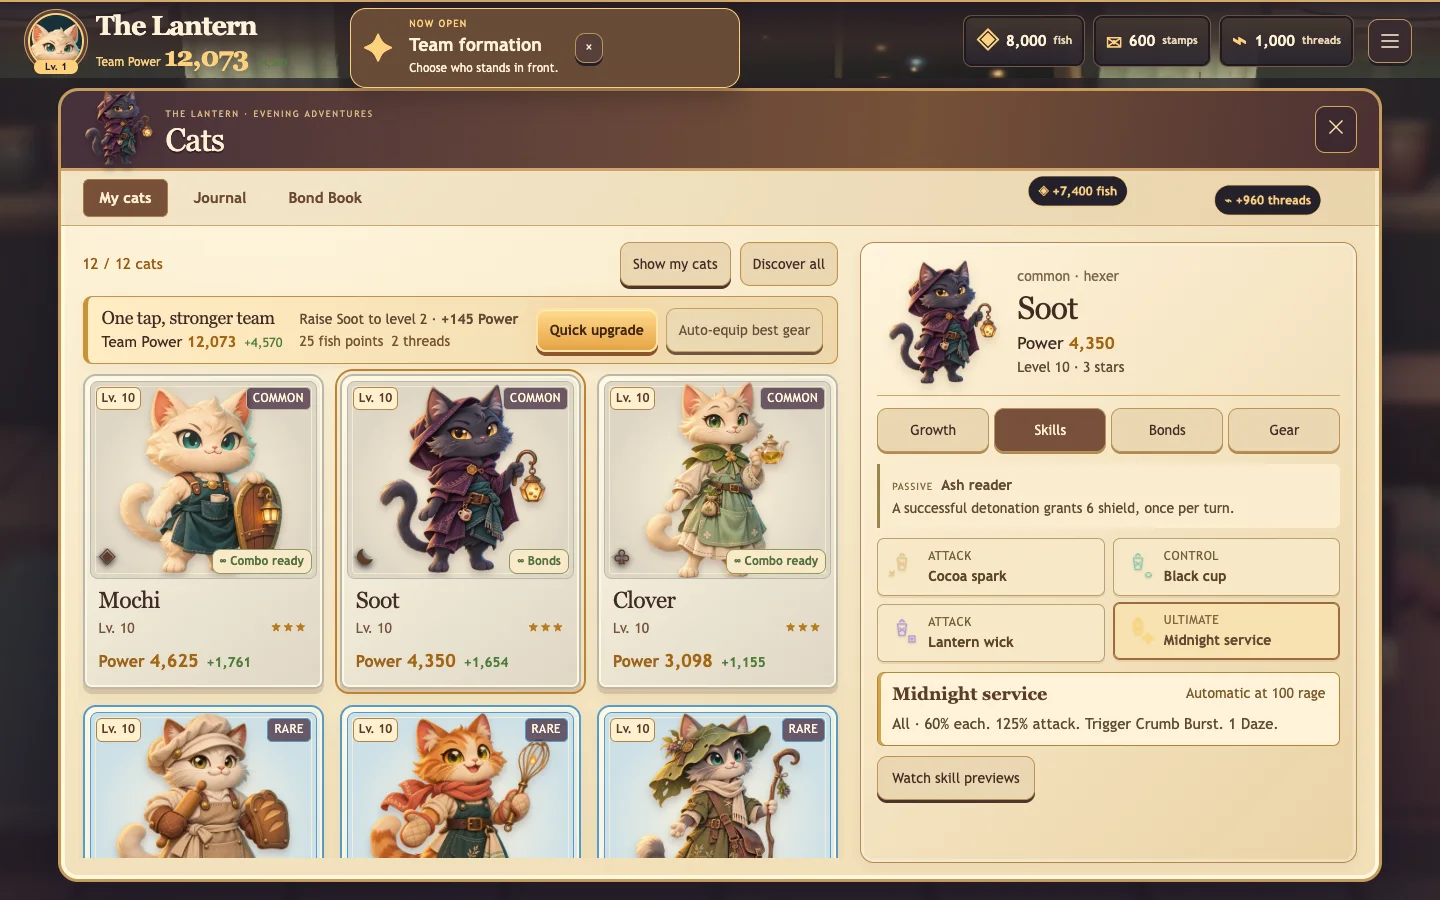 The Lantern
Lv. 1
Team Power 12,073
NOW OPEN
Team formation
Choose who stands in front.
×
8,000 fish
600 stamps
1,000 threads
THE LANTERN · EVENING ADVENTURES
Cats
My cats
Journal
Bond Book
+7,400 fish
+960 threads
12 / 12 cats
Show my cats
Discover all
One tap, stronger team
Team Power 12,073 +4,570
Raise Soot to level 2 · +145 Power
25 fish points 2 threads
Quick upgrade
Auto-equip best gear
Lv. 10
COMMON
∞ Combo ready
Mochi
Lv. 10
★★★
Power 4,625 +1,761
Lv. 10
COMMON
∞ Bonds
Soot
Lv. 10
★★★
Power 4,350 +1,654
Lv. 10
COMMON
∞ Combo ready
Clover
Lv. 10
★★★
Power 3,098 +1,155
Lv. 10
RARE
Lv. 10
RARE
Lv. 10
RARE
common · hexer
Soot
Power 4,350
Level 10 · 3 stars
Growth
Skills
Bonds
Gear
PASSIVE Ash reader
A successful detonation grants 6 shield, once per turn.
ATTACK
Cocoa spark
CONTROL
Black cup
ATTACK
Lantern wick
ULTIMATE
Midnight service
Midnight service
Automatic at 100 rage
All · 60% each. 125% attack. Trigger Crumb Burst. 1 Daze.
Watch skill previews